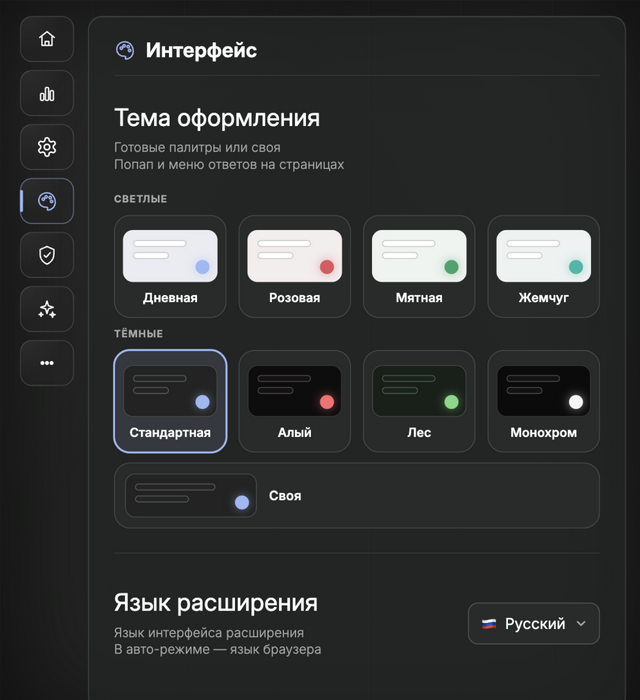 Интерфейс
Тема оформления
Готовые палитры или своя
Попап и меню ответов на страницах
СВЕТЛЫЕ
Дневная
Розовая
Мятная
Жемчуг
ТЁМНЫЕ
Стандартная
Алый
Лес
Монохром
Своя
Язык расширения
Язык интерфейса расширения
В авто-режиме — язык браузера
Русский